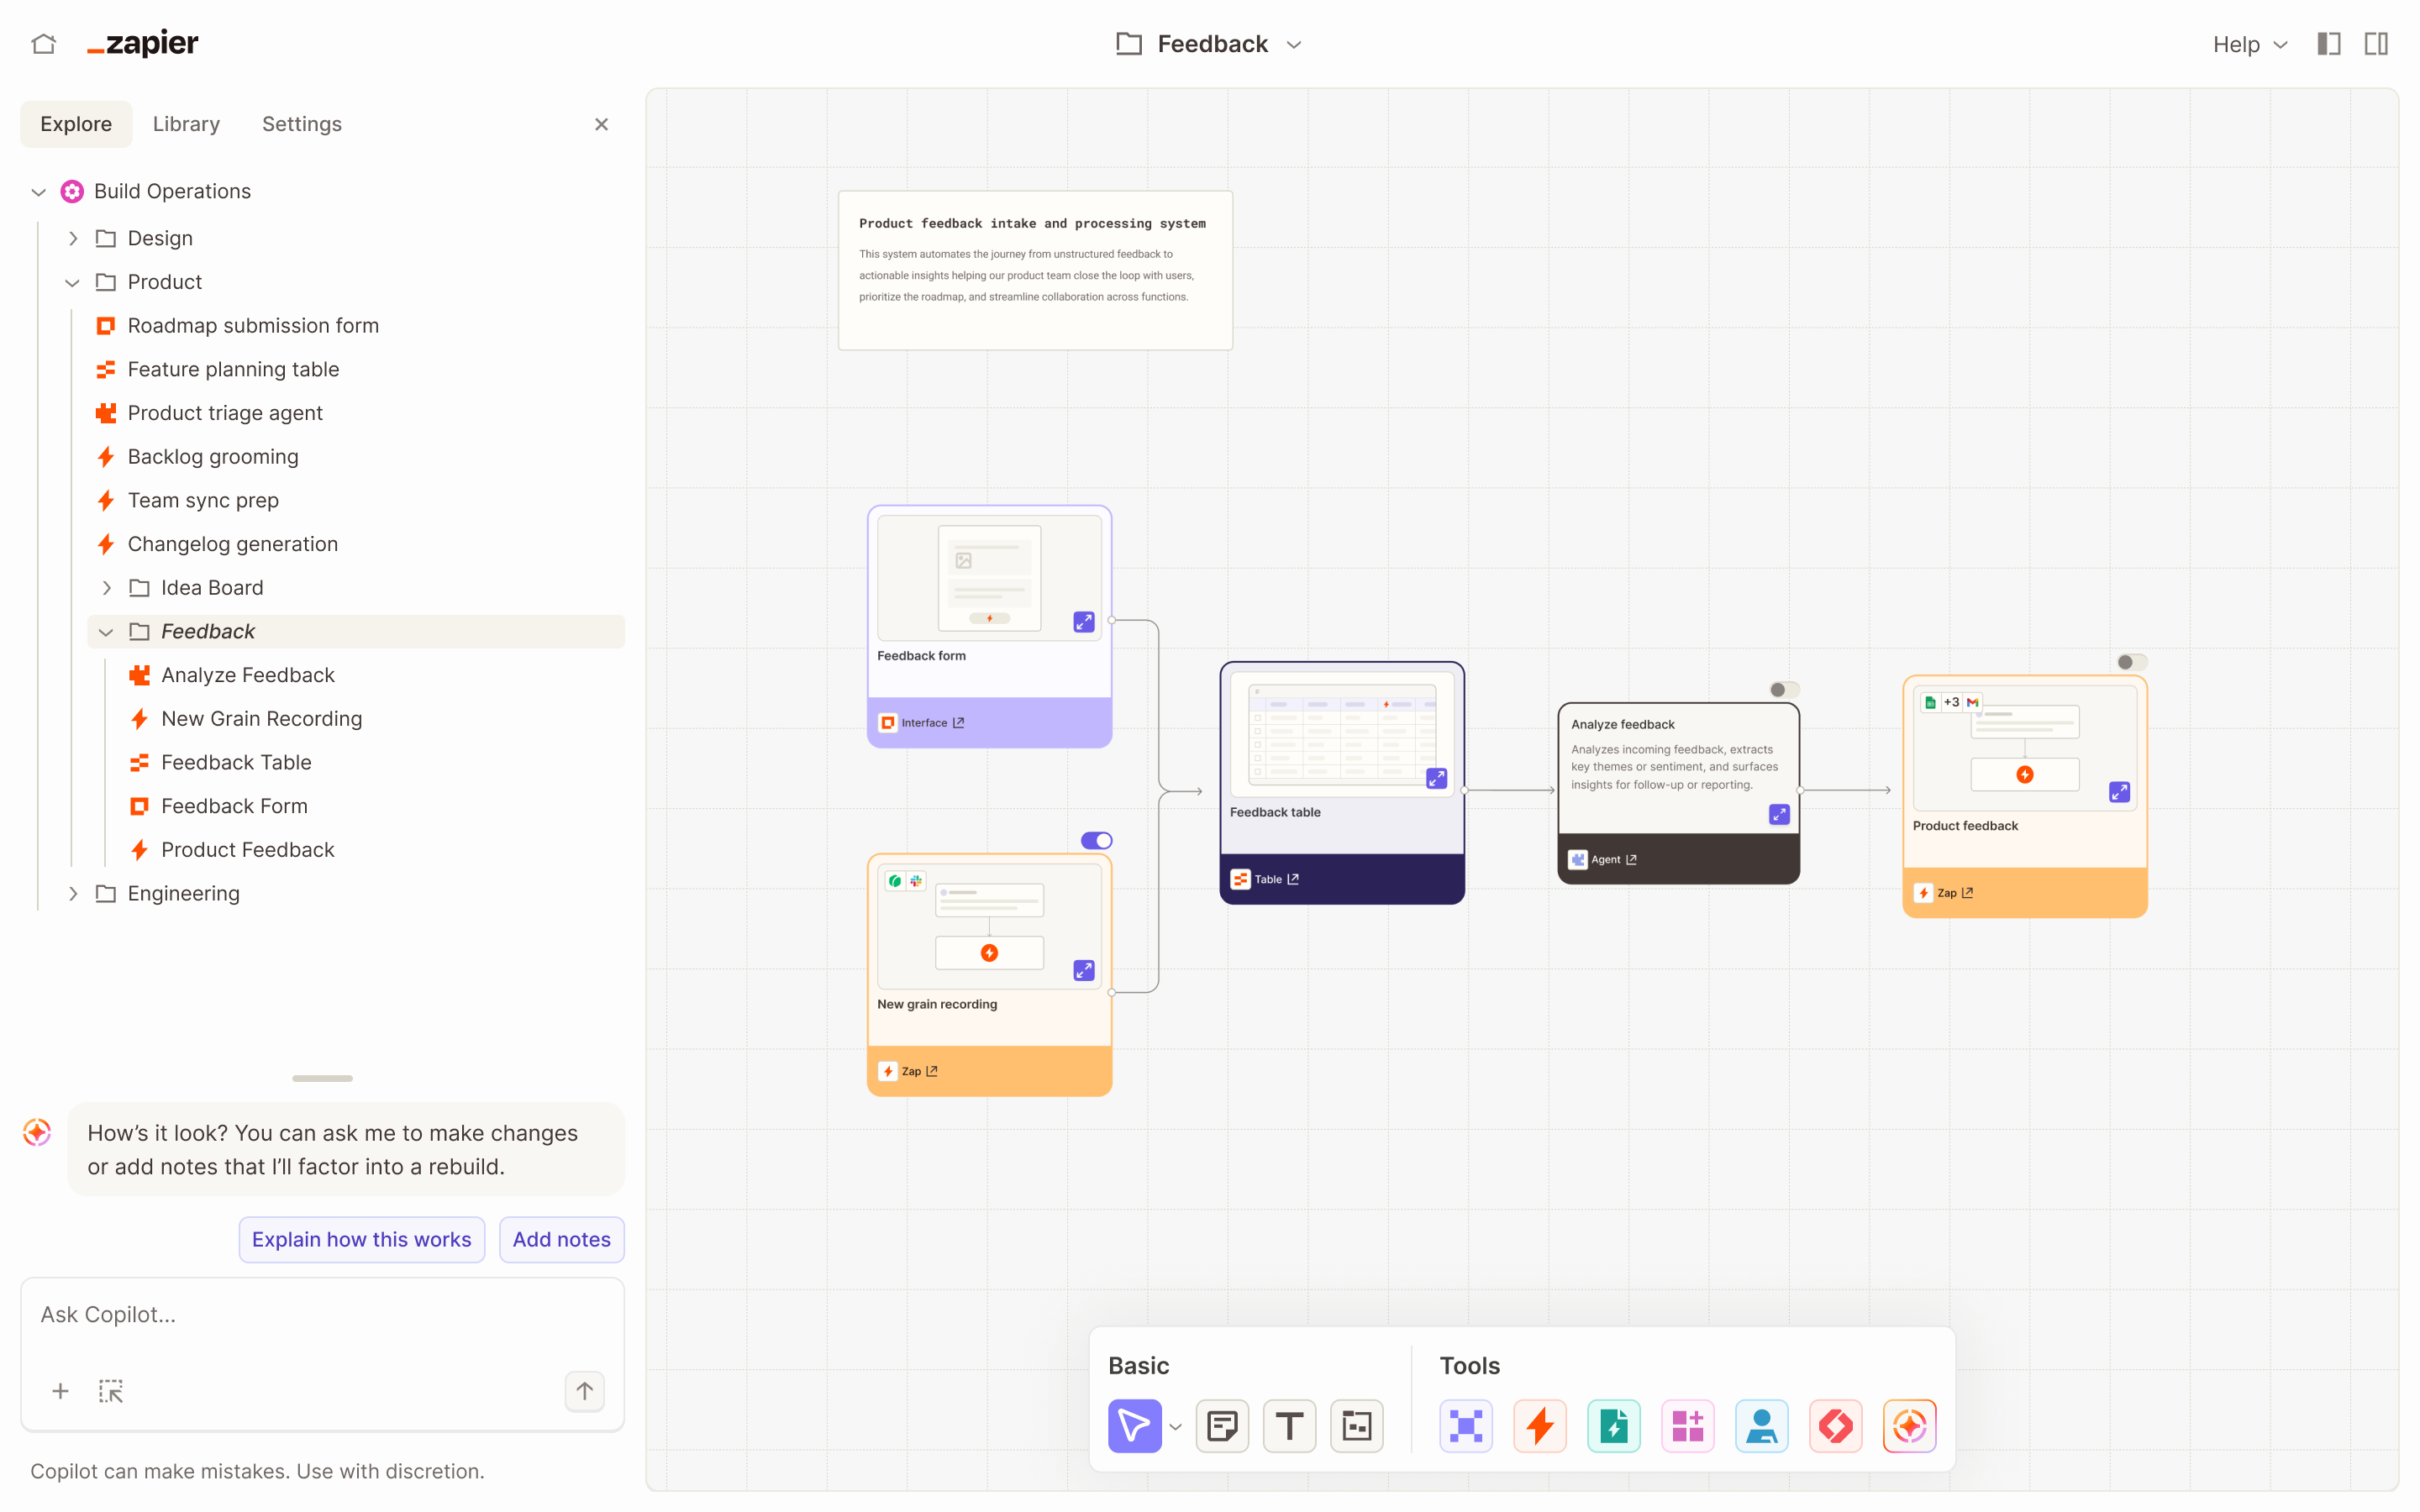 zapier
Feedback
Help
Explore
Library
Settings
Build Operations
Design
Product
Roadmap submission form
Feature planning table
Product triage agent
Backlog grooming
Team sync prep
Changelog generation
Idea Board
Feedback
Analyze Feedback
New Grain Recording
Feedback Table
Feedback Form
Product Feedback
Engineering
How’s it look? You can ask me to make changes
or add notes that I’ll factor into a rebuild.
Explain how this works
Add notes
Ask Copilot...
Copilot can make mistakes. Use with discretion.
Product feedback intake and processing system
This system automates the journey from unstructured feedback to
actionable insights helping our product team close the loop with users,
prioritize the roadmap, and streamline collaboration across functions.
Feedback form
Interface
New grain recording
Zap
Feedback table
Table
Analyze feedback
Analyzes incoming feedback, extracts
key themes or sentiment, and surfaces
insights for follow-up or reporting.
Agent
+3
Product feedback
Zap
Basic
Tools